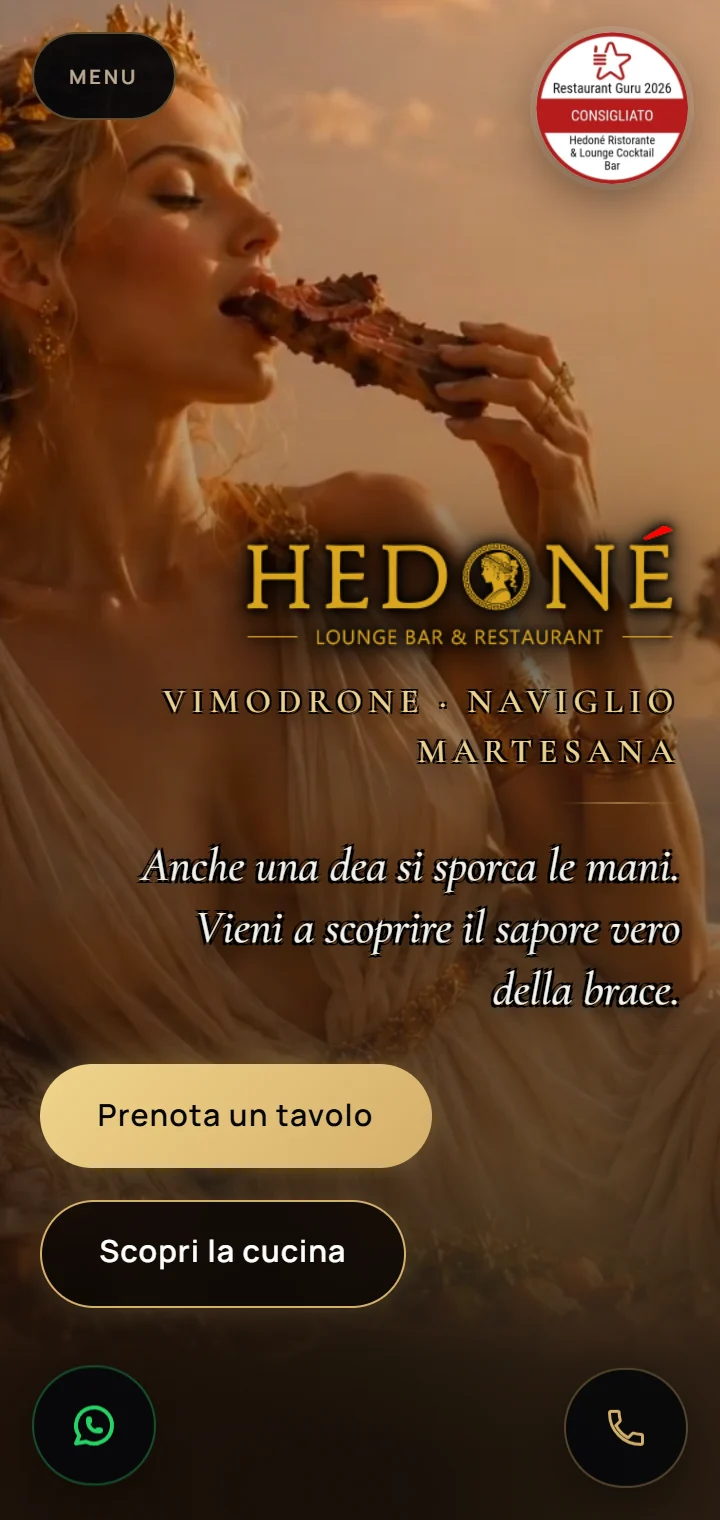 MENU
Restaurant Guru 2026
CONSIGLIATO
Hedoné Ristorante
& Lounge Cocktail
Bar
HEDONÉ
LOUNGE BAR & RESTAURANT
VIMODRONE · NAVIGLIO
MARTESANA
Anche una dea si sporca le mani.
Vieni a scoprire il sapore vero
della brace.
Prenota un tavolo
Scopri la cucina